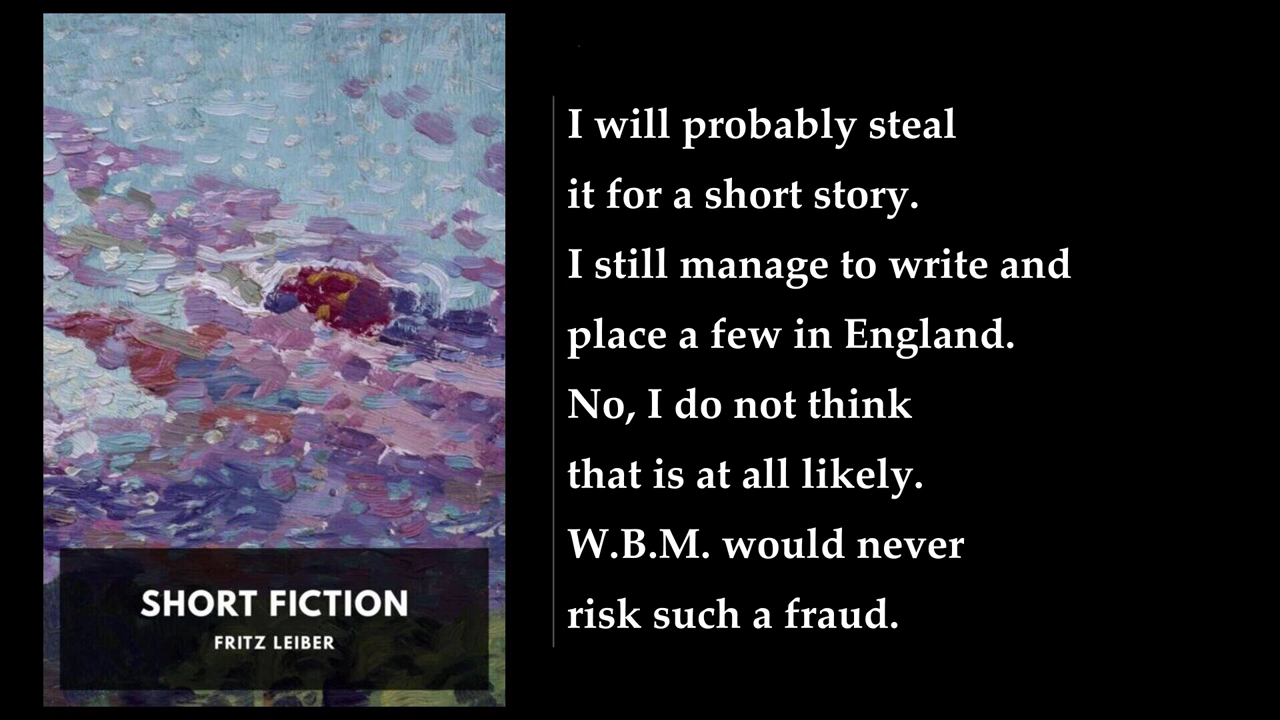 SHORT FICTION
FRITZ LEIBER
I will probably steal
it for a short story.
I still manage to write and
place a few in England.
No, I do not think
that is at all likely.
W.B.M. would never
risk such a fraud.